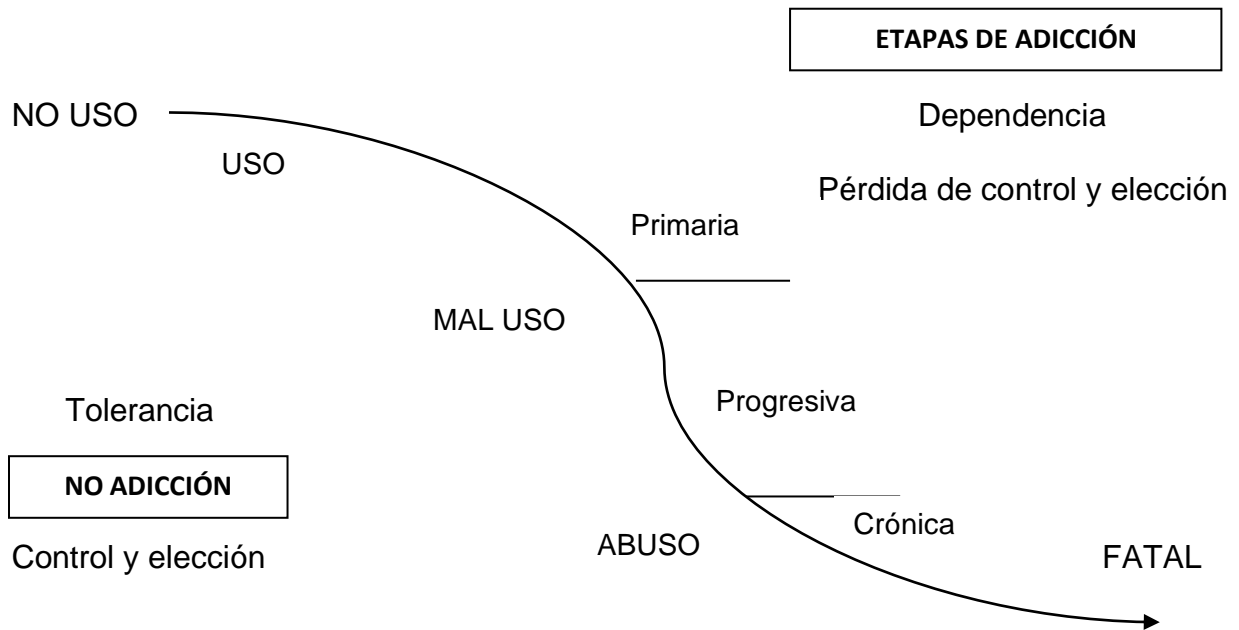 ETAPAS DE ADICCIÓN
NO USO
Dependencia
USO
Pérdida de control y elección
Primaria
MAL USO
Progresiva
Tolerancia
NO ADICCIÓN
Crónica
ABUSO
Control y elección
FATAL